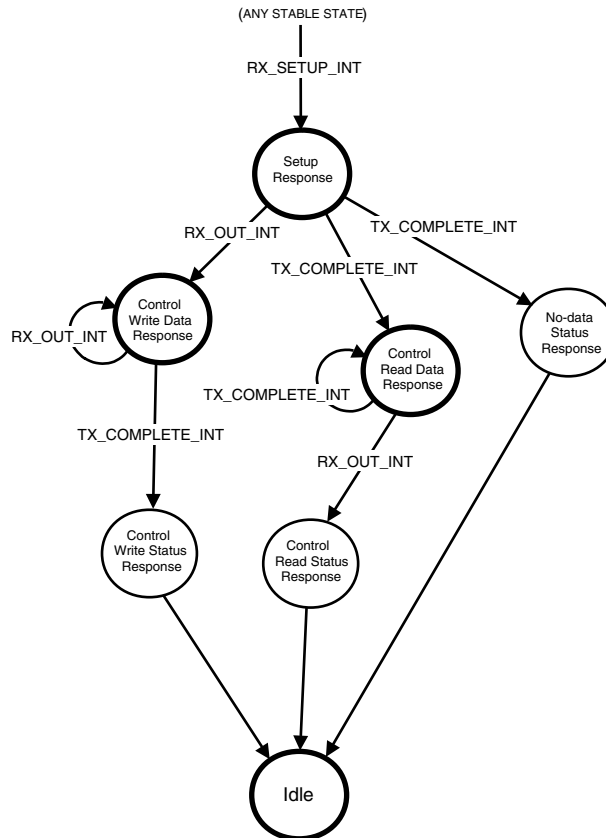 (ANY STABLE STATE)
RX_SETUP_INT
Setup
Response
RX_OUT_INT
TX_COMPLETE_INT
TX_COMPLETE_INT
Control
Write Data
Response
RX_OUT_INT
No-data
Status
Response
Control
Read Data
Response
TX_COMPLETE_INT
TX_COMPLETE_INT
RX_OUT_INT
Control
Write Status
Response
Control
Read Status
Response
Idle